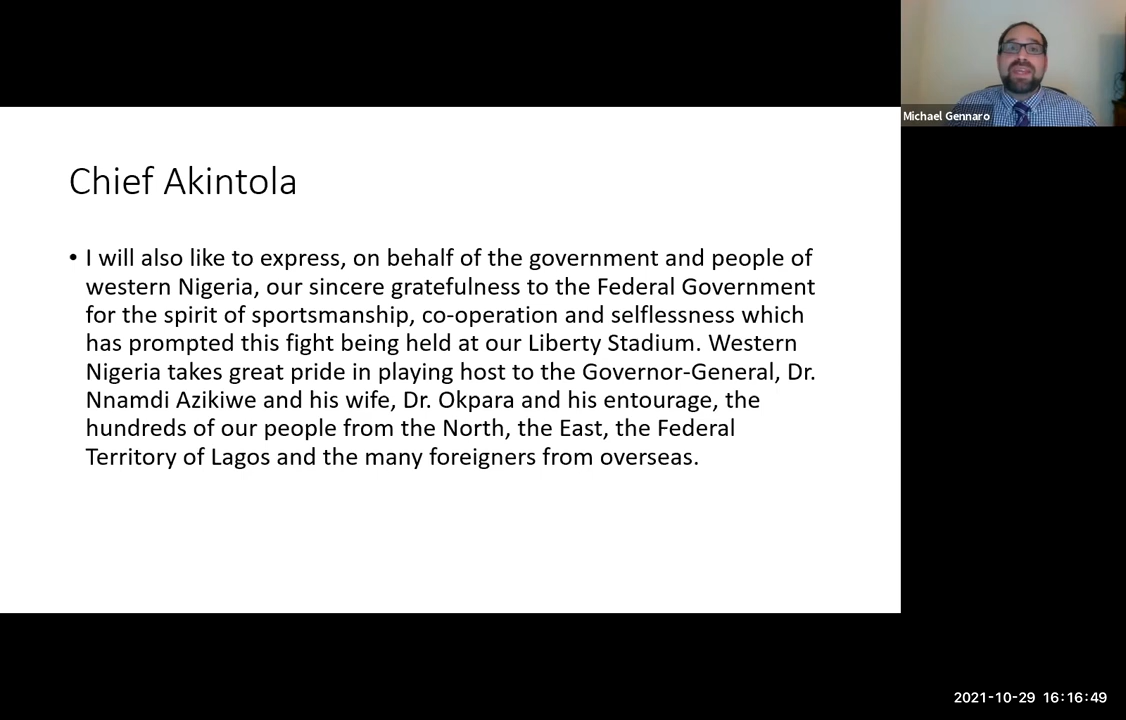 Michael Gennaro
Chief Akintola
• I will also like to express, on behalf of the government and people of
western Nigeria, our sincere gratefulness to the Federal Government
for the spirit of sportsmanship, co-operation and selflessness which
has prompted this fight being held at our Liberty Stadium. Western
Nigeria takes great pride in playing host to the Governor-General, Dr.
Nnamdi Azikiwe and his wife, Dr. Okpara and his entourage, the
hundreds of our people from the North, the East, the Federal
Territory of Lagos and the many foreigners from overseas.
2021-10-29 16:16:49